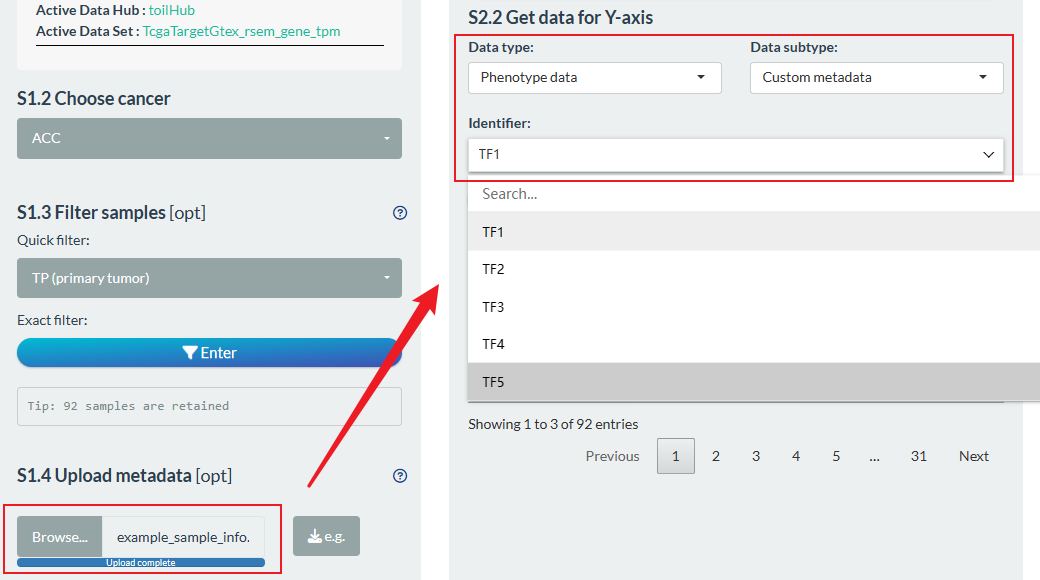 Active Data Hub : toilHub
Active Data Set : TcgaTargetGtex_rsem_gene_tpm
S1.2 Choose cancer
ACC
S1.3 Filter samples [opt]
?
Quick filter:
TP (primary tumor)
Exact filter:
Enter
Tip: 92 samples are retained
S1.4 Upload metadata [opt]
?
Browse...
example_sample_info.
e.g.
Upload complete
S2.2 Get data for Y-axis
Data type:
Data subtype:
Phenotype data
Custom metadata
Identifier:
TF1
Search...
TF1
TF2
TF3
TF4
TF5
Showing 1 to 3 of 92 entries
Previous 1 2 3 4 5 ... 31 Next